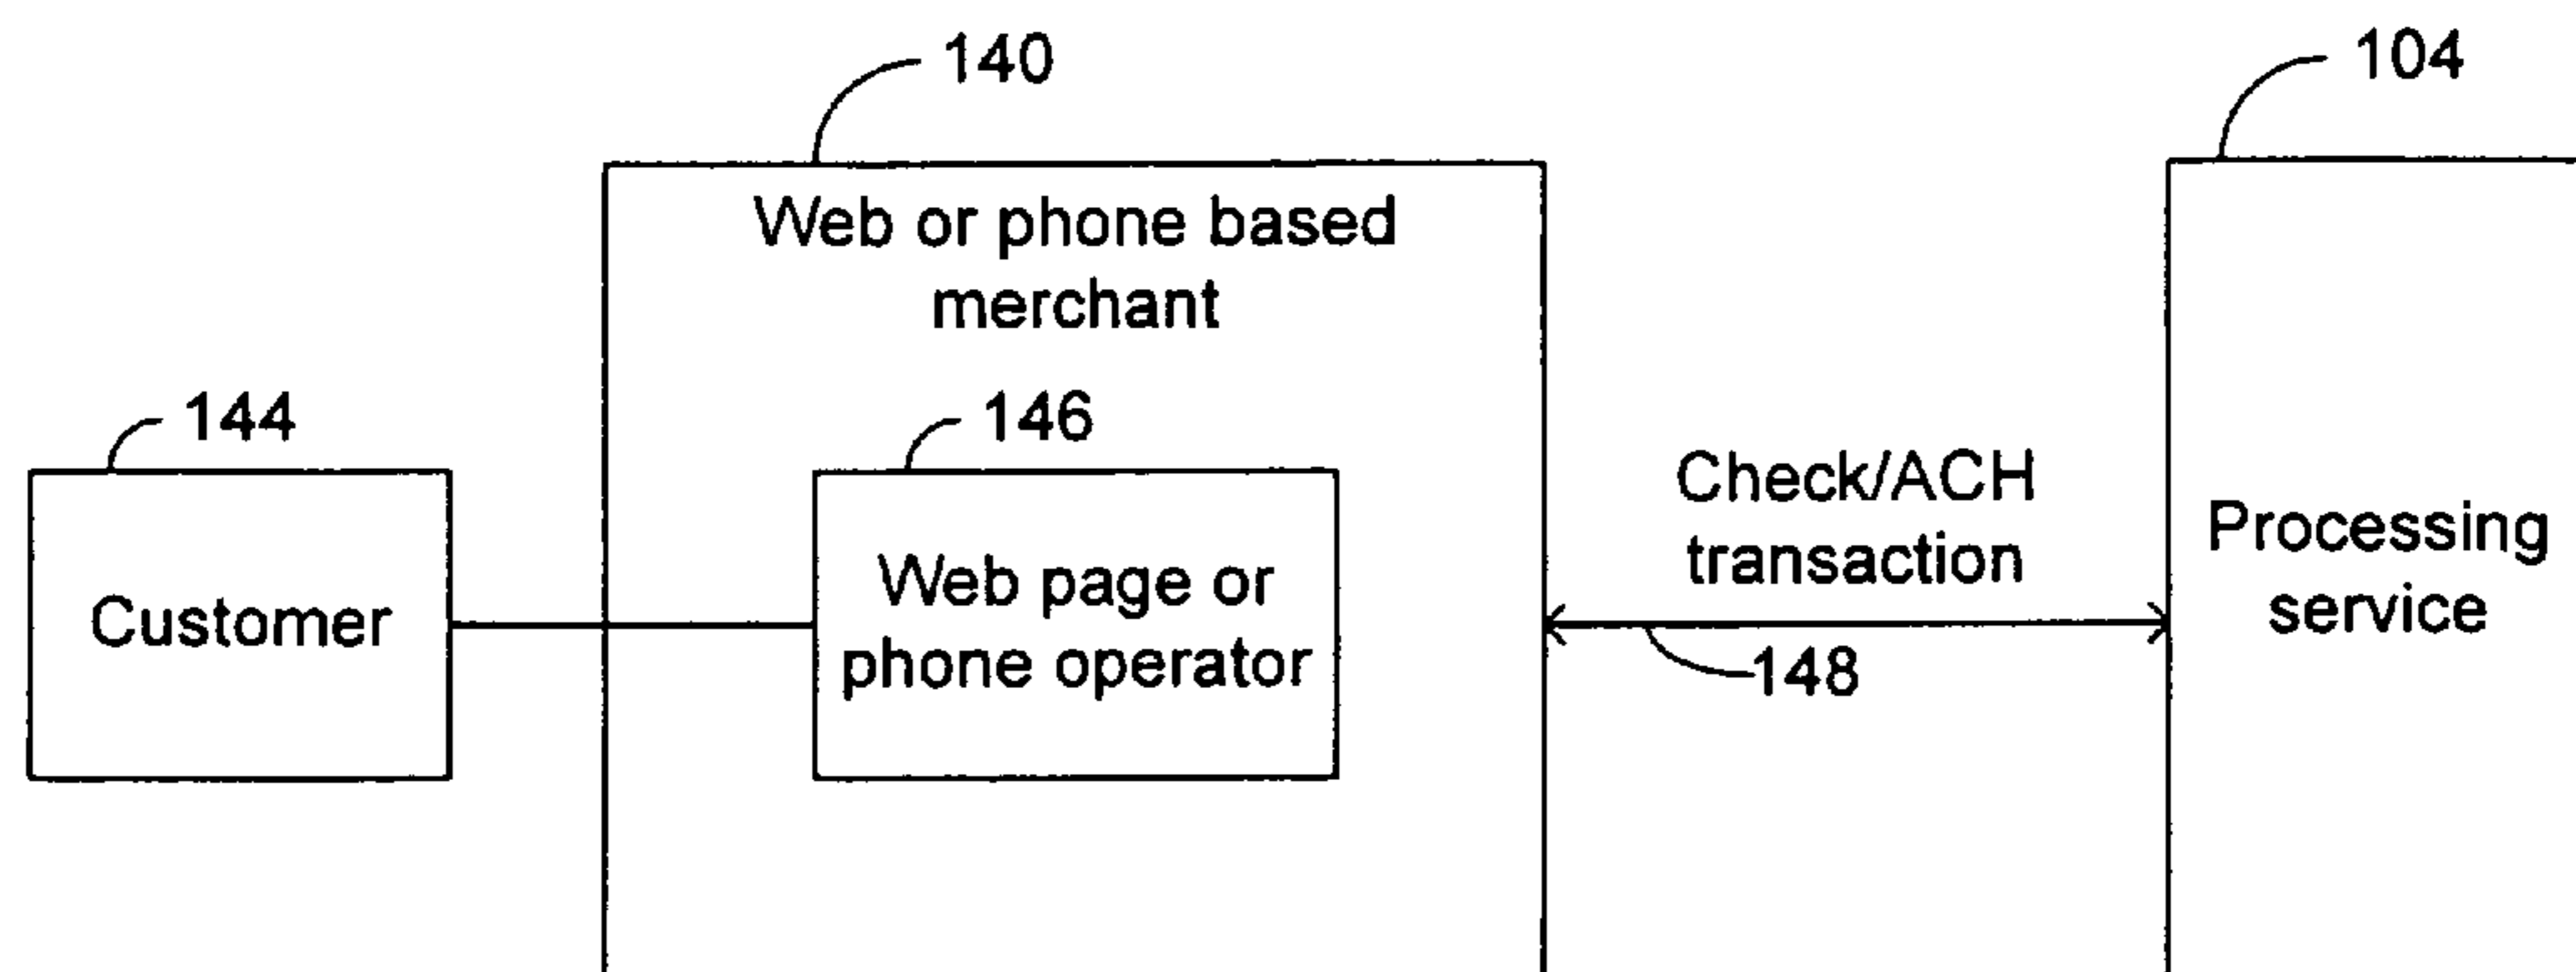 140
104
Web or phone based
merchant
144
146
Customer
Web page or
phone operator
Check/ACH
transaction
148
Processing
service